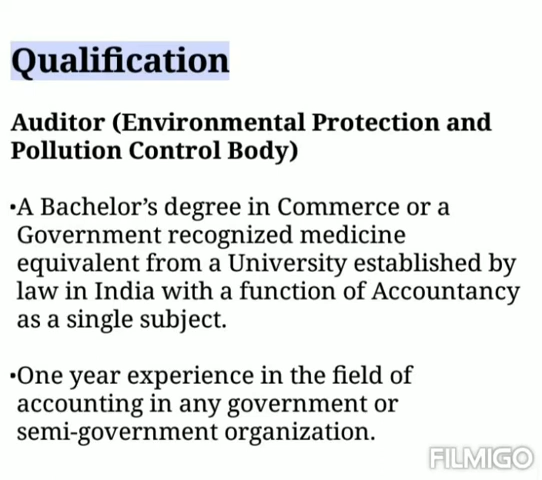 Qualification
Auditor (Environmental Protection and
Pollution Control Body)
•A Bachelor’s degree in Commerce or a
Government recognized medicine
equivalent from a University established by
law in India with a function of Accountancy
as a single subject.
•One year experience in the field of
accounting in any government or
semi-government organization.
FILMIGO